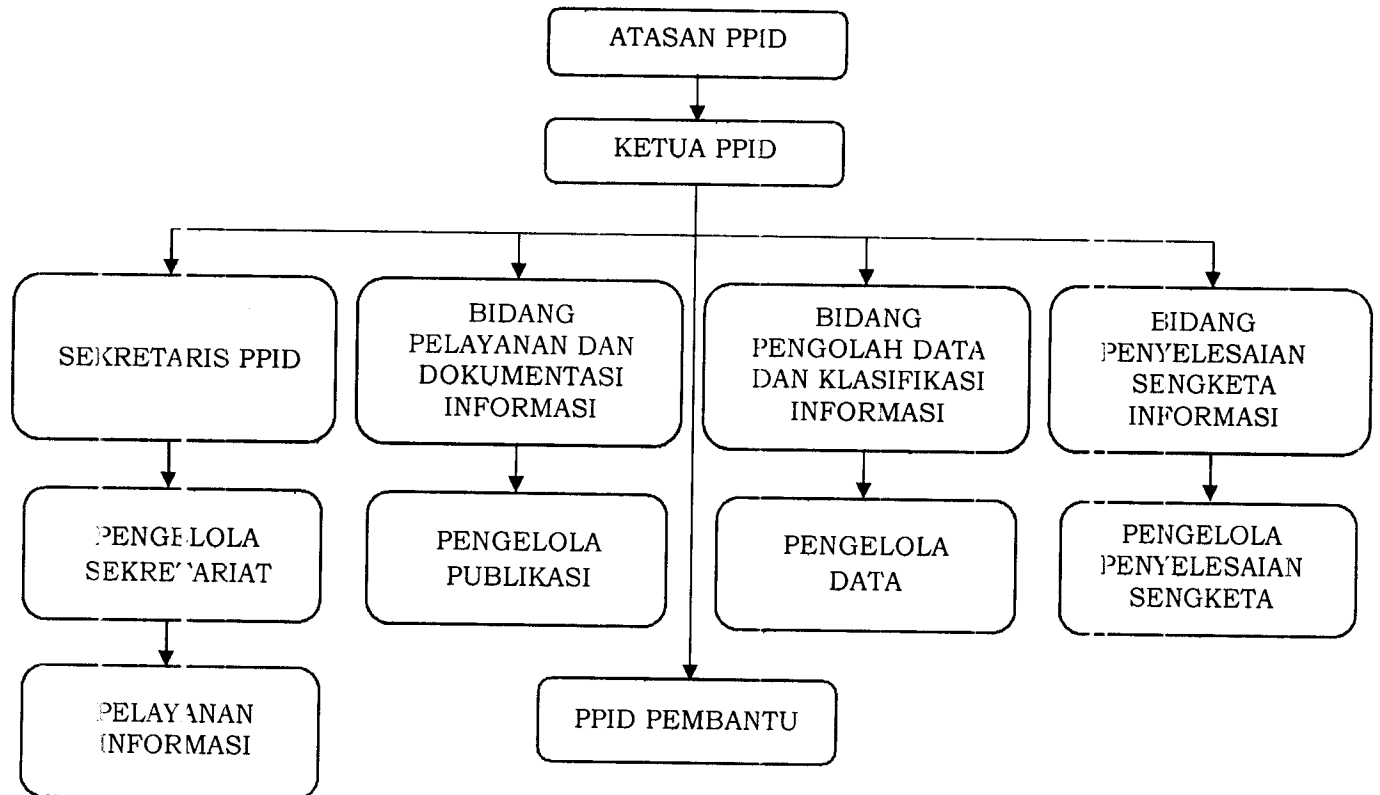 ATASAN PPID
KETUA PPID
SEKRETARIS PPID
BIDANG
PELAYANAN DAN
DOKUMENTASI
INFORMASI
BIDANG
PENGOLAH DATA
DAN KLASIFIKASI
INFORMASI
BIDANG
PENYELESAIAN
SENGKETA
INFORMASI
PENGELOLA
SEKRETARIAT
PENGELOLA
PUBLIKASI
PENGELOLA
DATA
PENGELOLA
PENYELESAIAN
SENGKETA
PELAYANAN
INFORMASI
PPID PEMBANTU